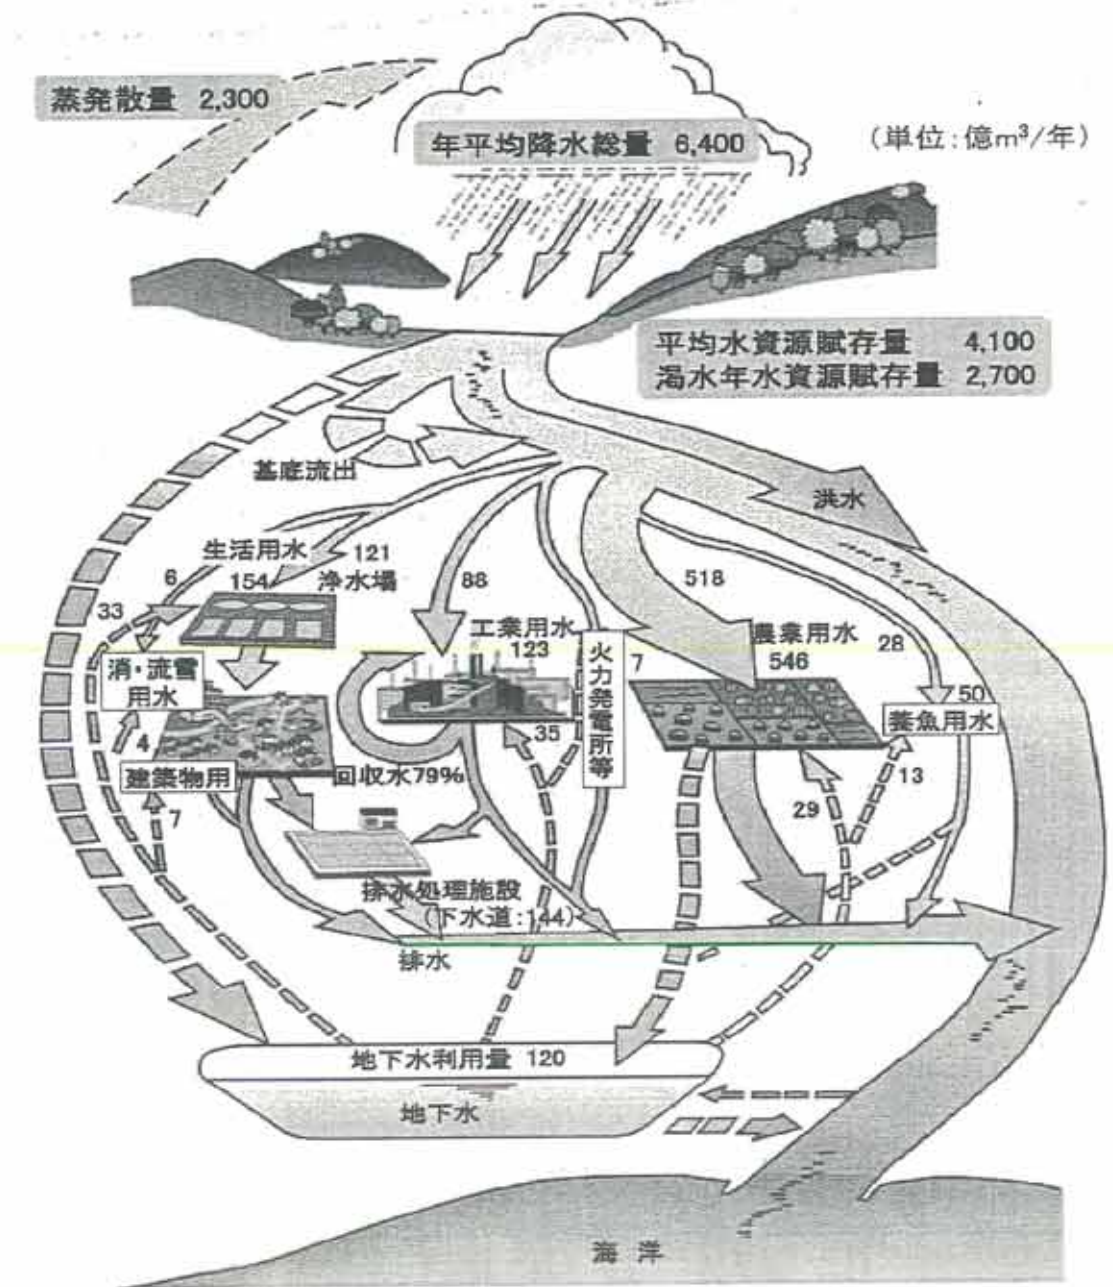 蒸発散量 2,300
年平均降水総量 6,400
(単位:億m³/年)
平均水資源賦存量 4,100
渇水年水資源賦存量 2,700
基底流出
洪水
生活用水
154
121
浄水場
6
33
88
518
工業用水
123
火力発電所等
7
農業用水
546
28
50
消・流雪
用水
養魚用水
4
35
建築物用
回収水79%
7
13
29
排水処理施設
(下水道:144)
排水
地下水利用量 120
地下水
海洋